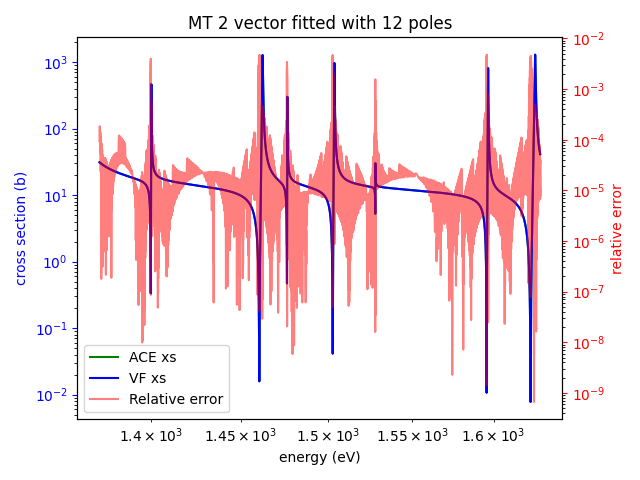 MT 2 vector fitted with 12 poles
10³
10²
10¹
10⁰
10⁻¹
10⁻²
cross section (b)
10⁻²
10⁻³
10⁻⁴
10⁻⁵
10⁻⁶
10⁻⁷
10⁻⁸
10⁻⁹
relative error
ACE xs
VF xs
Relative error
1.4 × 10³
1.45 × 10³
1.5 × 10³
1.55 × 10³
1.6 × 10³
energy (eV)